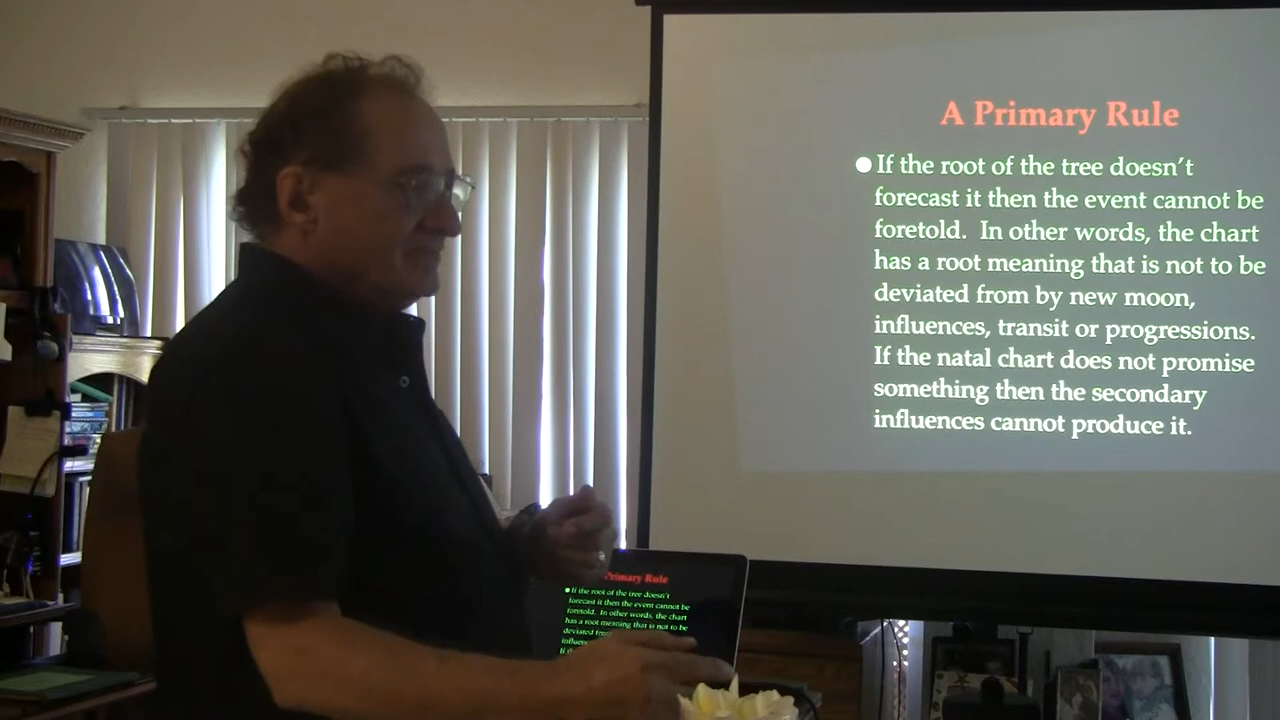 A Primary Rule
If the root of the tree doesn't
forecast it then the event cannot be
foretold. In other words, the chart
has a root meaning that is not to be
deviated from by new moon,
influences, transit or progressions.
If the natal chart does not promise
something then the secondary
influences cannot produce it.
Primary Rule
If the root of the tree doesn't
forecast it then the event cannot be
foretold. In other words, the chart
has a root meaning that is not to be
deviated